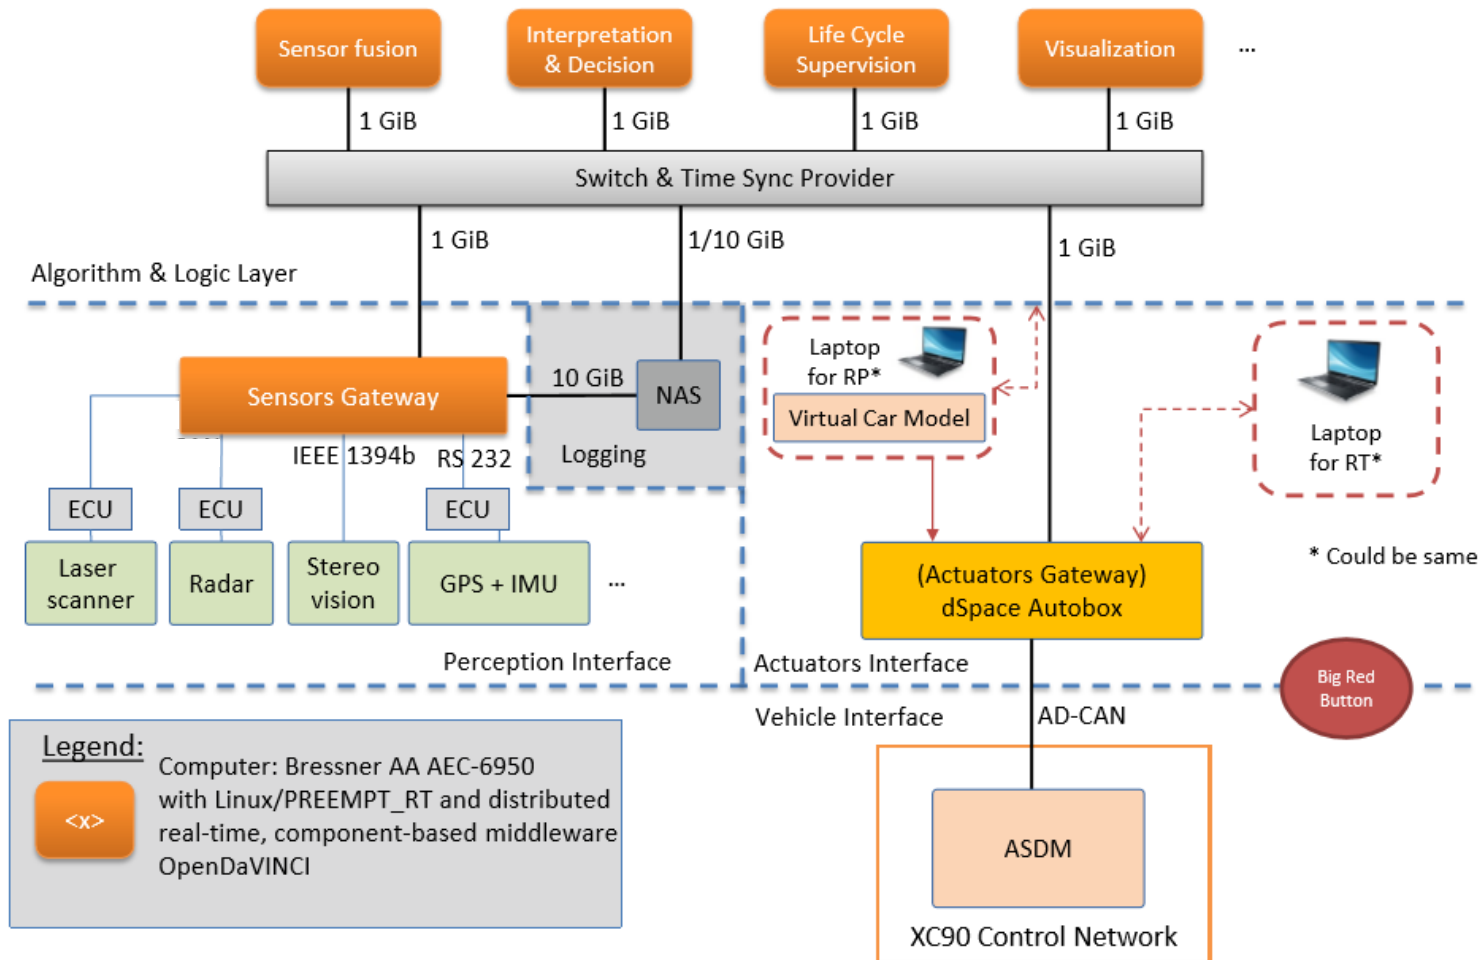 Sensor fusion
Interpretation
& Decision
Life Cycle
Supervision
Visualization
...
1 GiB
1 GiB
1 GiB
1 GiB
Switch & Time Sync Provider
1 GiB
1/10 GiB
1 GiB
Algorithm & Logic Layer
Sensors Gateway
10 GiB
NAS
Logging
IEEE 1394b
RS 232
ECU
ECU
ECU
Laser
scanner
Radar
Stereo
vision
GPS + IMU
...
Perception Interface
Laptop
for RP*
Virtual Car Model
Laptop
for RT*
* Could be same
(Actuators Gateway)
dSpace Autobox
Actuators Interface
Big Red
Button
Vehicle Interface
AD-CAN
ASDM
XC90 Control Network
Legend:
<x>
Computer: Bressner AA AEC-6950
with Linux/PREEMPT_RT and distributed
real-time, component-based middleware
OpenDaVINCI